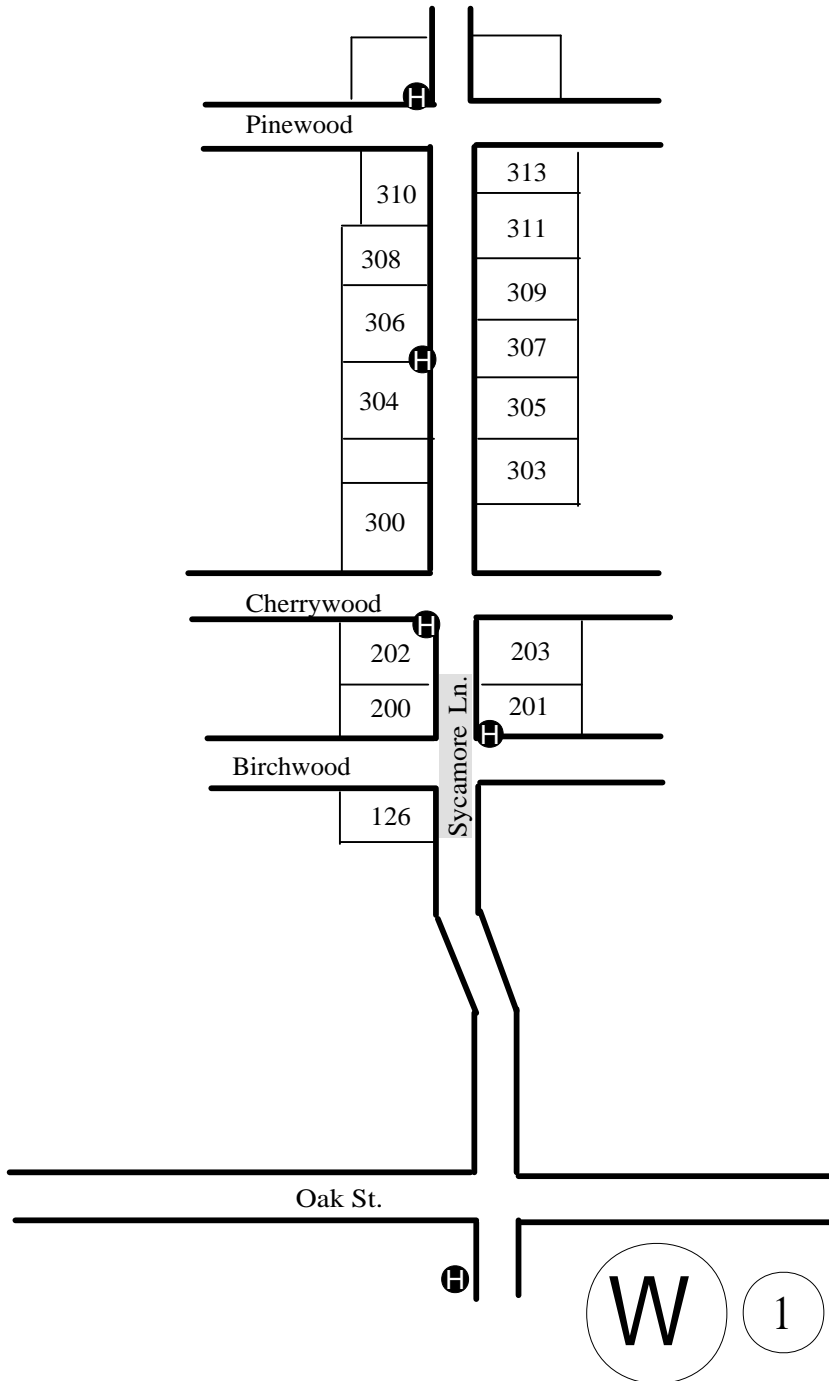 H
Pinewood
310
313
308
311
306
309
H
307
304
305
303
300
Cherrywood
H
202
203
200
201
Sycamore Ln.
H
Birchwood
126
Oak St.
H
W
1